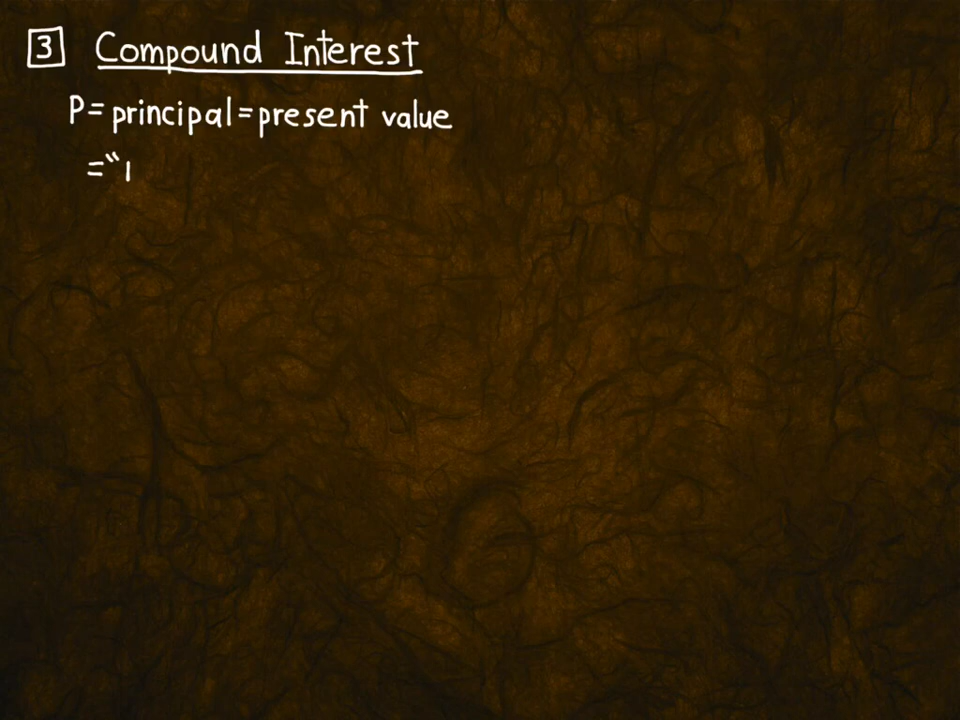 3 Compound Interest
P = principal = present value
= "